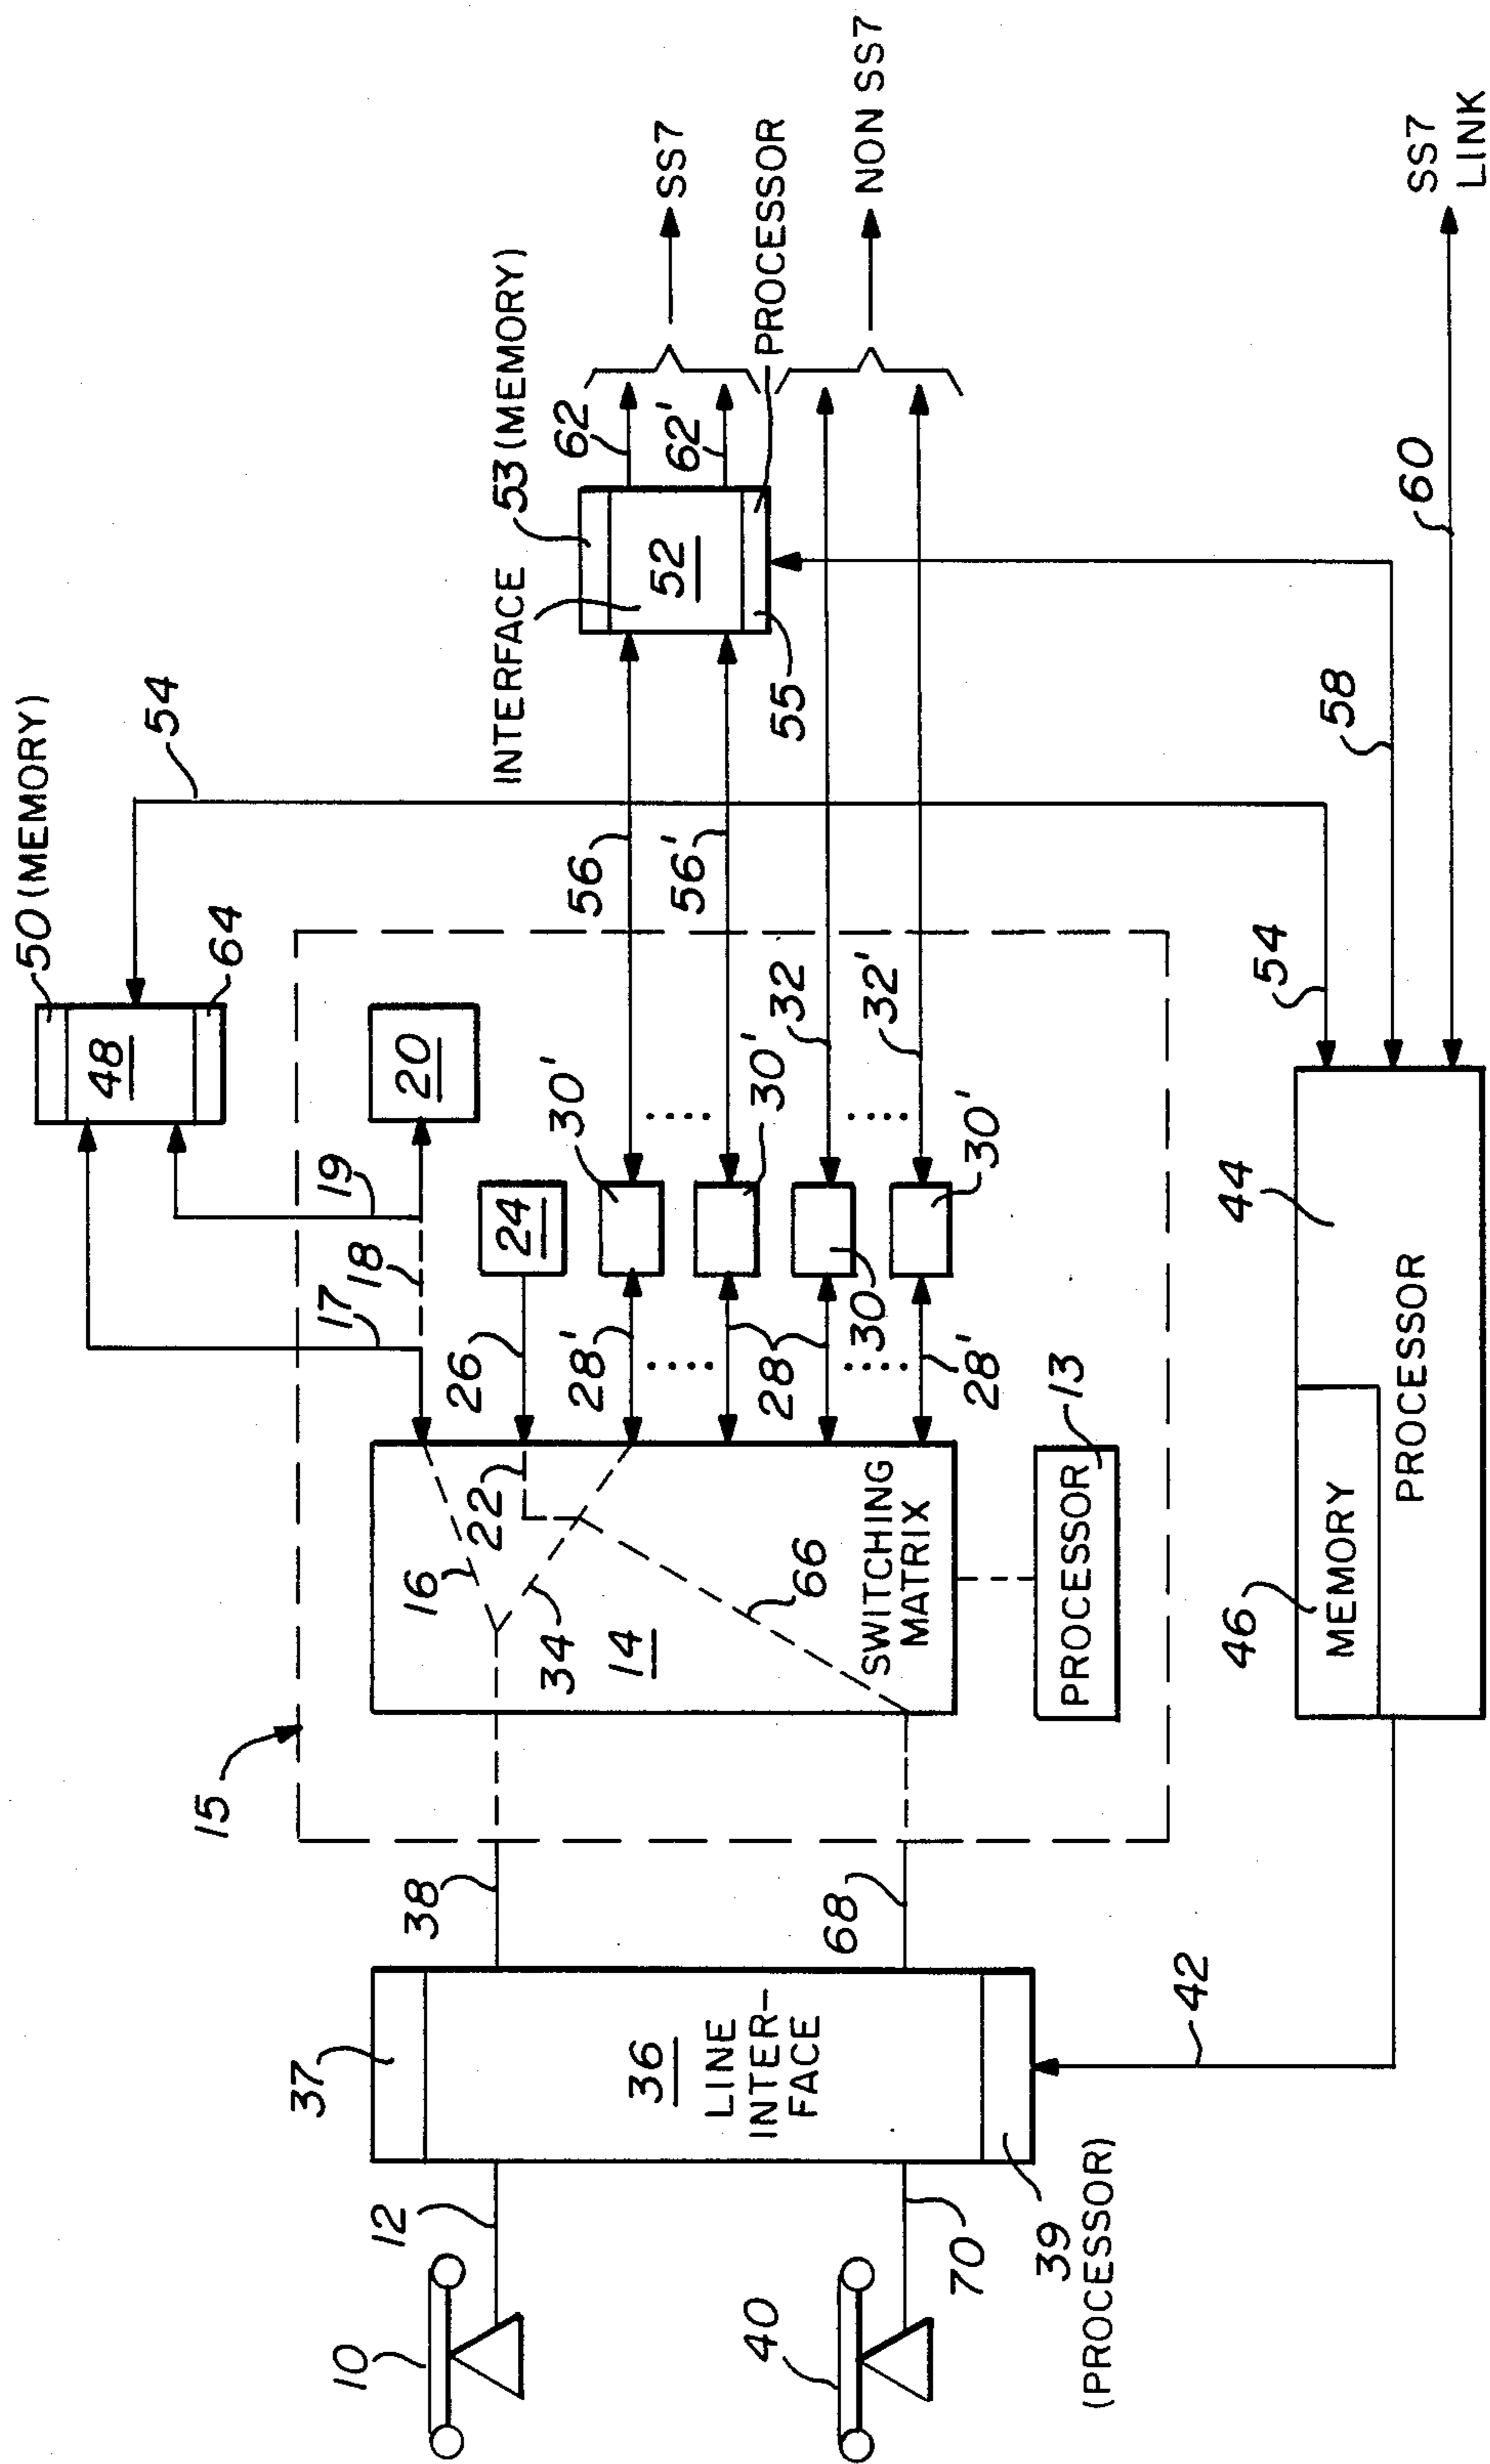 50 (MEMORY)
54
48
64
INTERFACE
53 (MEMORY)
PROCESSOR
52
55
62
62'
SS7
NON SS7
15
17
18
19
20
24
26
30'
30'
30
30'
28'
28
28'
56
56'
32
32'
16
22
34
14
66
SWITCHING
MATRIX
PROCESSOR
13
10
12
37
38
36
LINE
INTER-
FACE
40
70
68
39
(PROCESSOR)
42
46
MEMORY
44
PROCESSOR
54
58
60
SS7
LINK